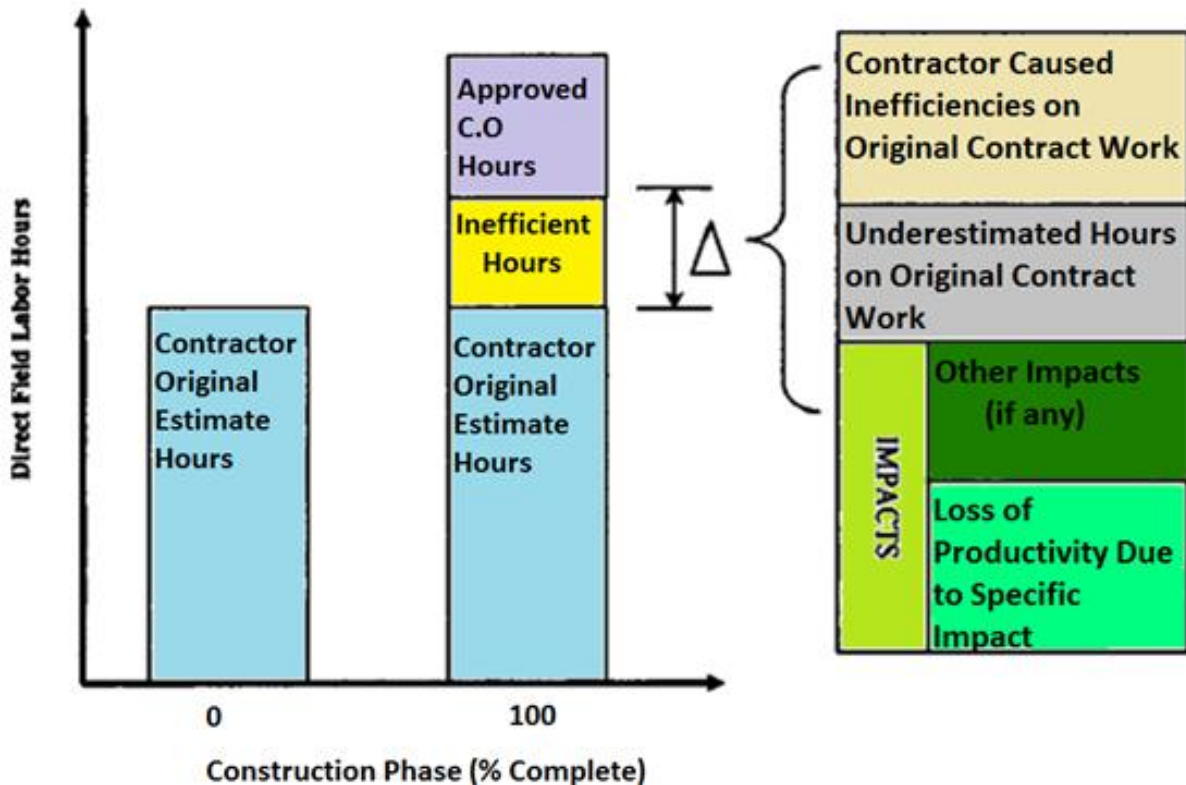 Direct Field Labor Hours
Contractor
Original
Estimate
Hours
0
Approved
C.O
Hours
Inefficient
Hours
Contractor
Original
Estimate
Hours
100
Construction Phase (% Complete)
Δ
Contractor Caused
Inefficiencies on
Original Contract Work
Underestimated Hours
on Original Contract
Work
IMPACTS
Other Impacts
(if any)
Loss of
Productivity Due
to Specific
Impact